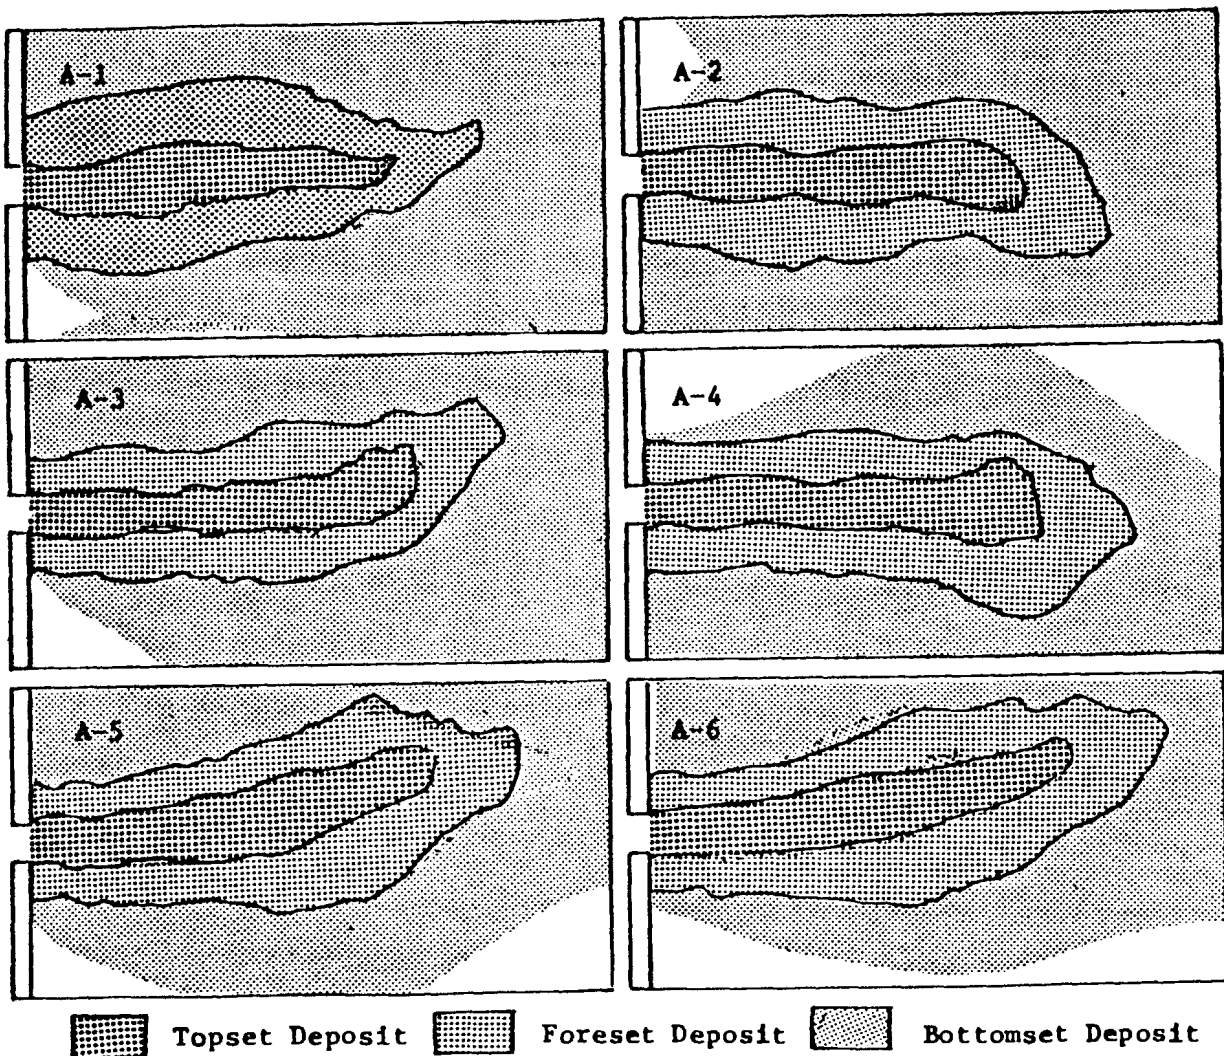 A-1
A-2
A-3
A-4
A-5
A-6
Topset Deposit
Foreset Deposit
Bottomset Deposit